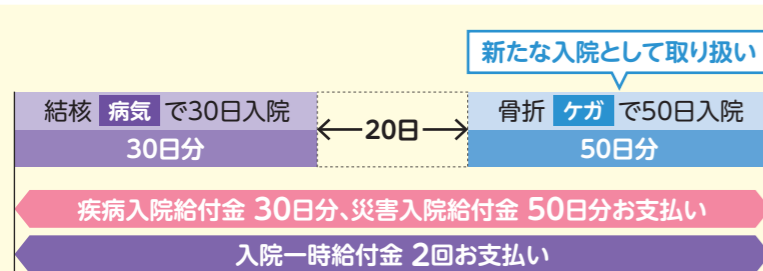 新たな入院として取り扱い
結核 病気 で30日入院
30日分
20日
骨折 ケガ で50日入院
50日分
疾病入院給付金 30日分、災害入院給付金 50日分お支払い
入院一時給付金 2回お支払い